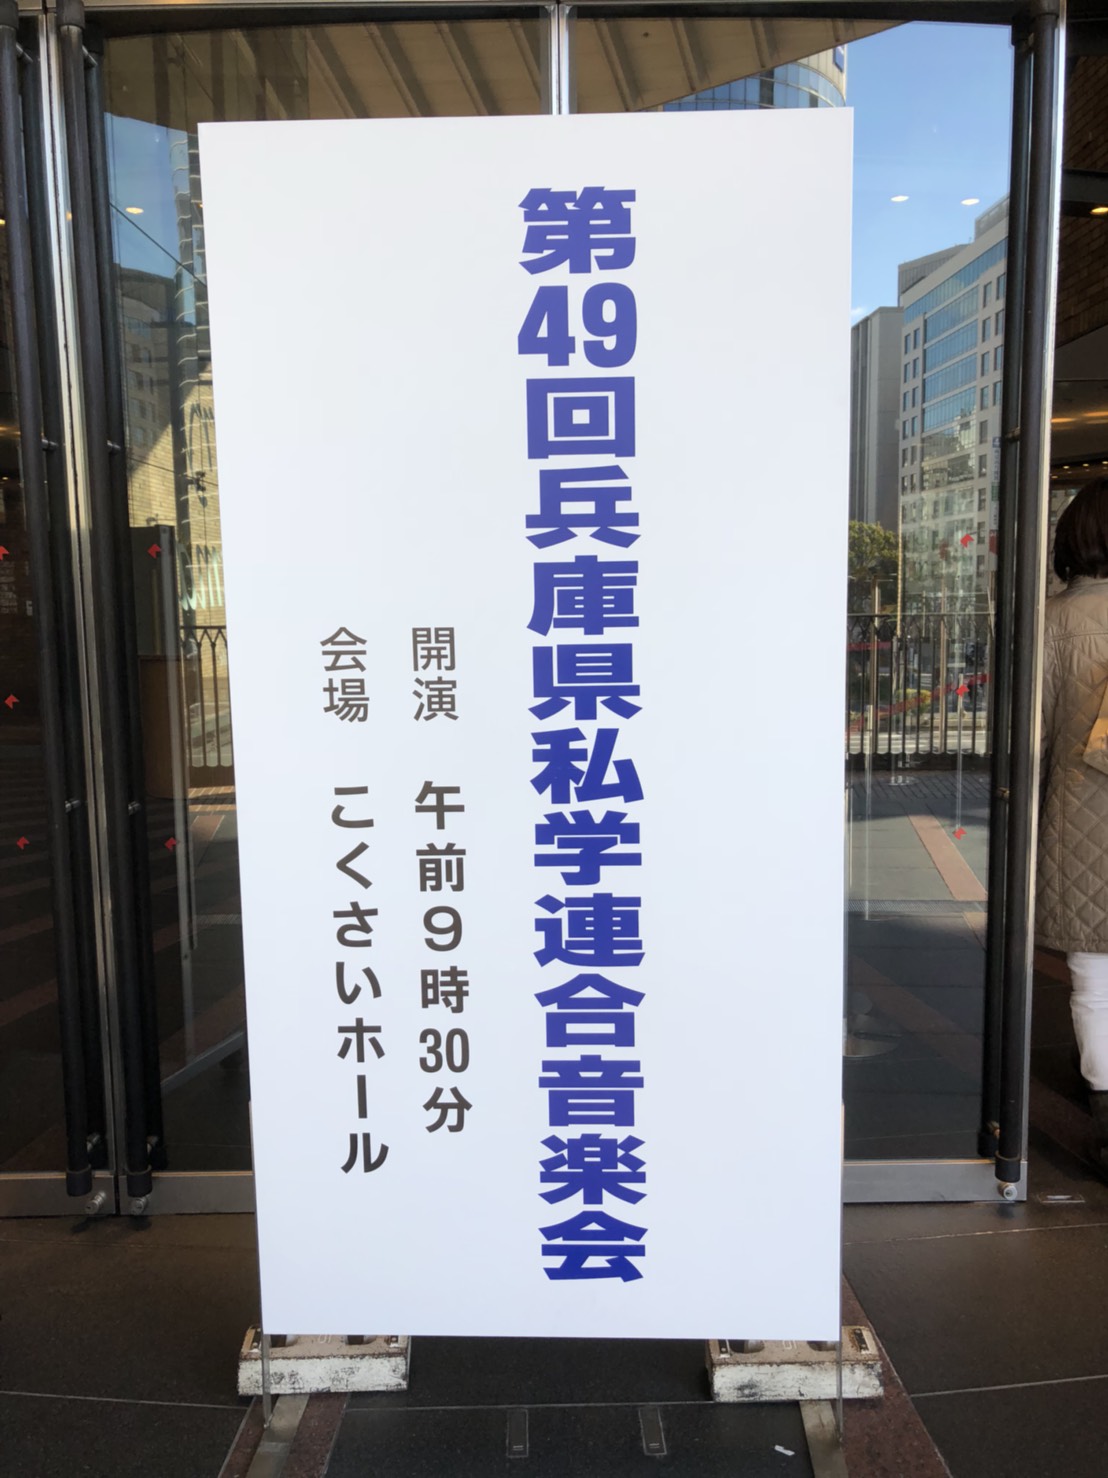 第49回兵庫県私学連合音楽会
開演 午前9時30分
会場 こくさいホール